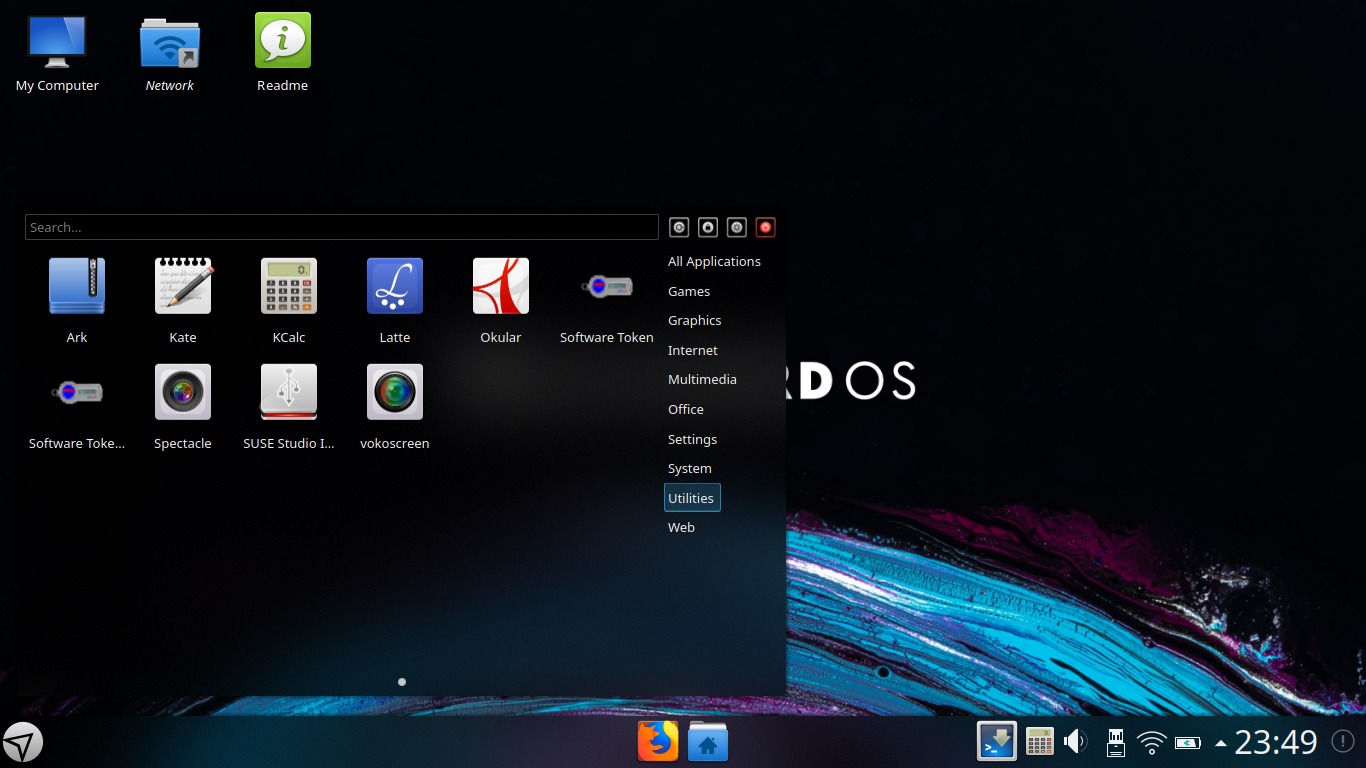 My Computer
Network
Readme
Search...
All Applications
Games
Graphics
Internet
Multimedia
Office
Settings
System
Utilities
Web
Ark
Kate
KCalc
Latte
Okular
Software Token
Software Toke...
Spectacle
SUSE Studio I...
vokoscreen
RD OS
23:49